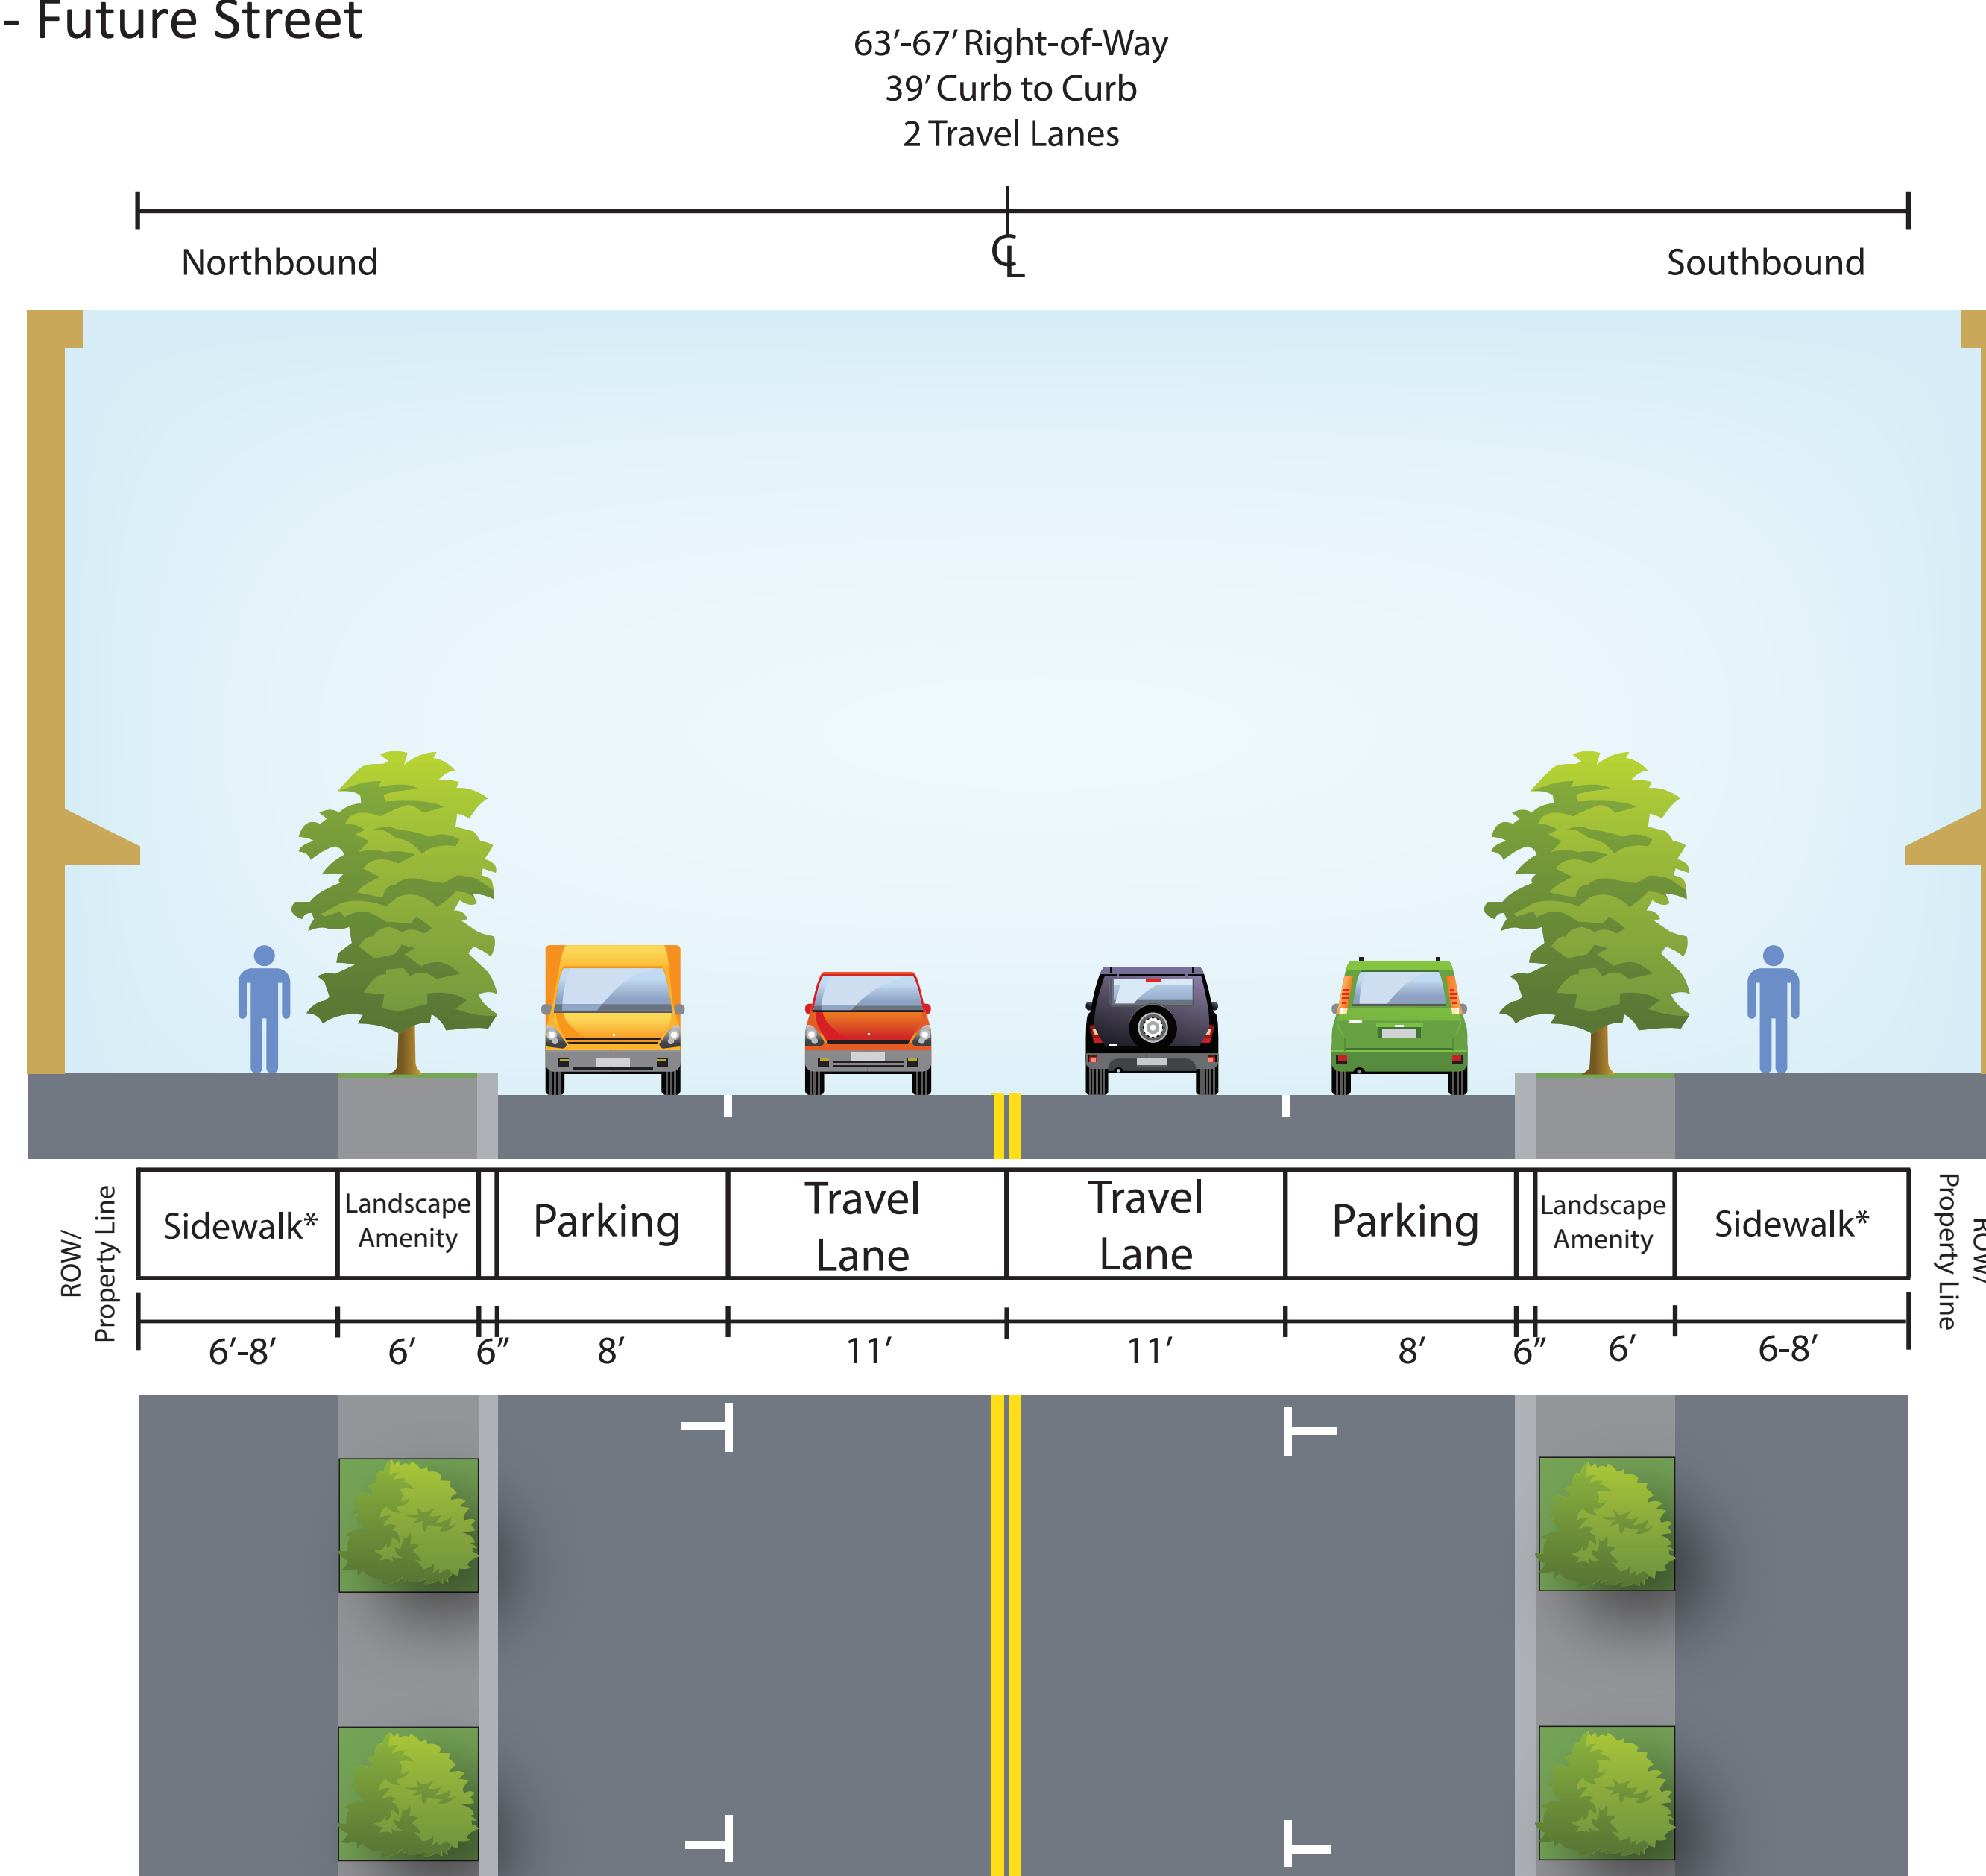 - Future Street
63’-67’ Right-of-Way
39’ Curb to Curb
2 Travel Lanes
Northbound
℄
Southbound
ROW/
Property Line
Sidewalk*
Landscape
Amenity
Parking
Travel
Lane
Travel
Lane
Parking
Landscape
Amenity
Sidewalk*
Property Line
ROW/
6’-8’
6’
6”
8’
11’
11’
8’
6”
6’
6-8’